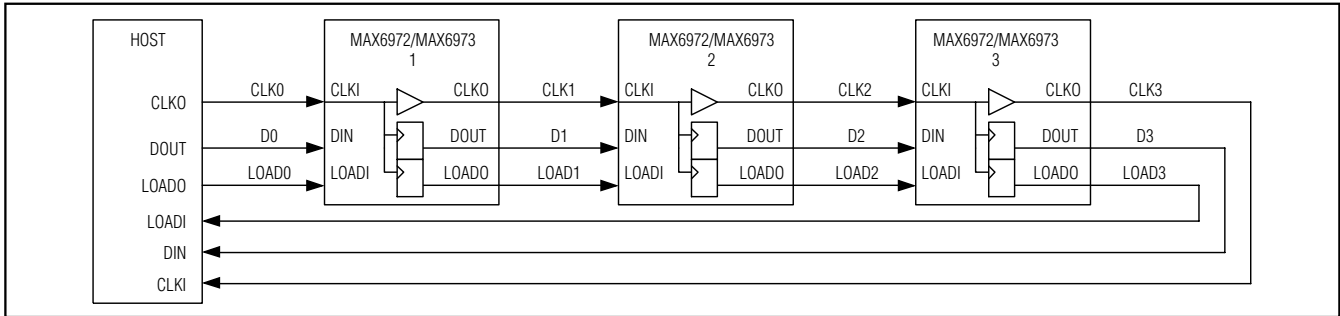 HOST
MAX6972/MAX6973
1
MAX6972/MAX6973
2
MAX6972/MAX6973
3
CLKO CLK0 CLKI CLKO CLK1 CLKI CLKO CLK2 CLKI CLKO CLK3
DOUT D0 DIN DOUT D1 DIN DOUT D2 DIN DOUT D3
LOADO LOAD0 LOADI LOADO LOAD1 LOADI LOADO LOAD2 LOADI LOADO LOAD3
LOADI
DIN
CLKI